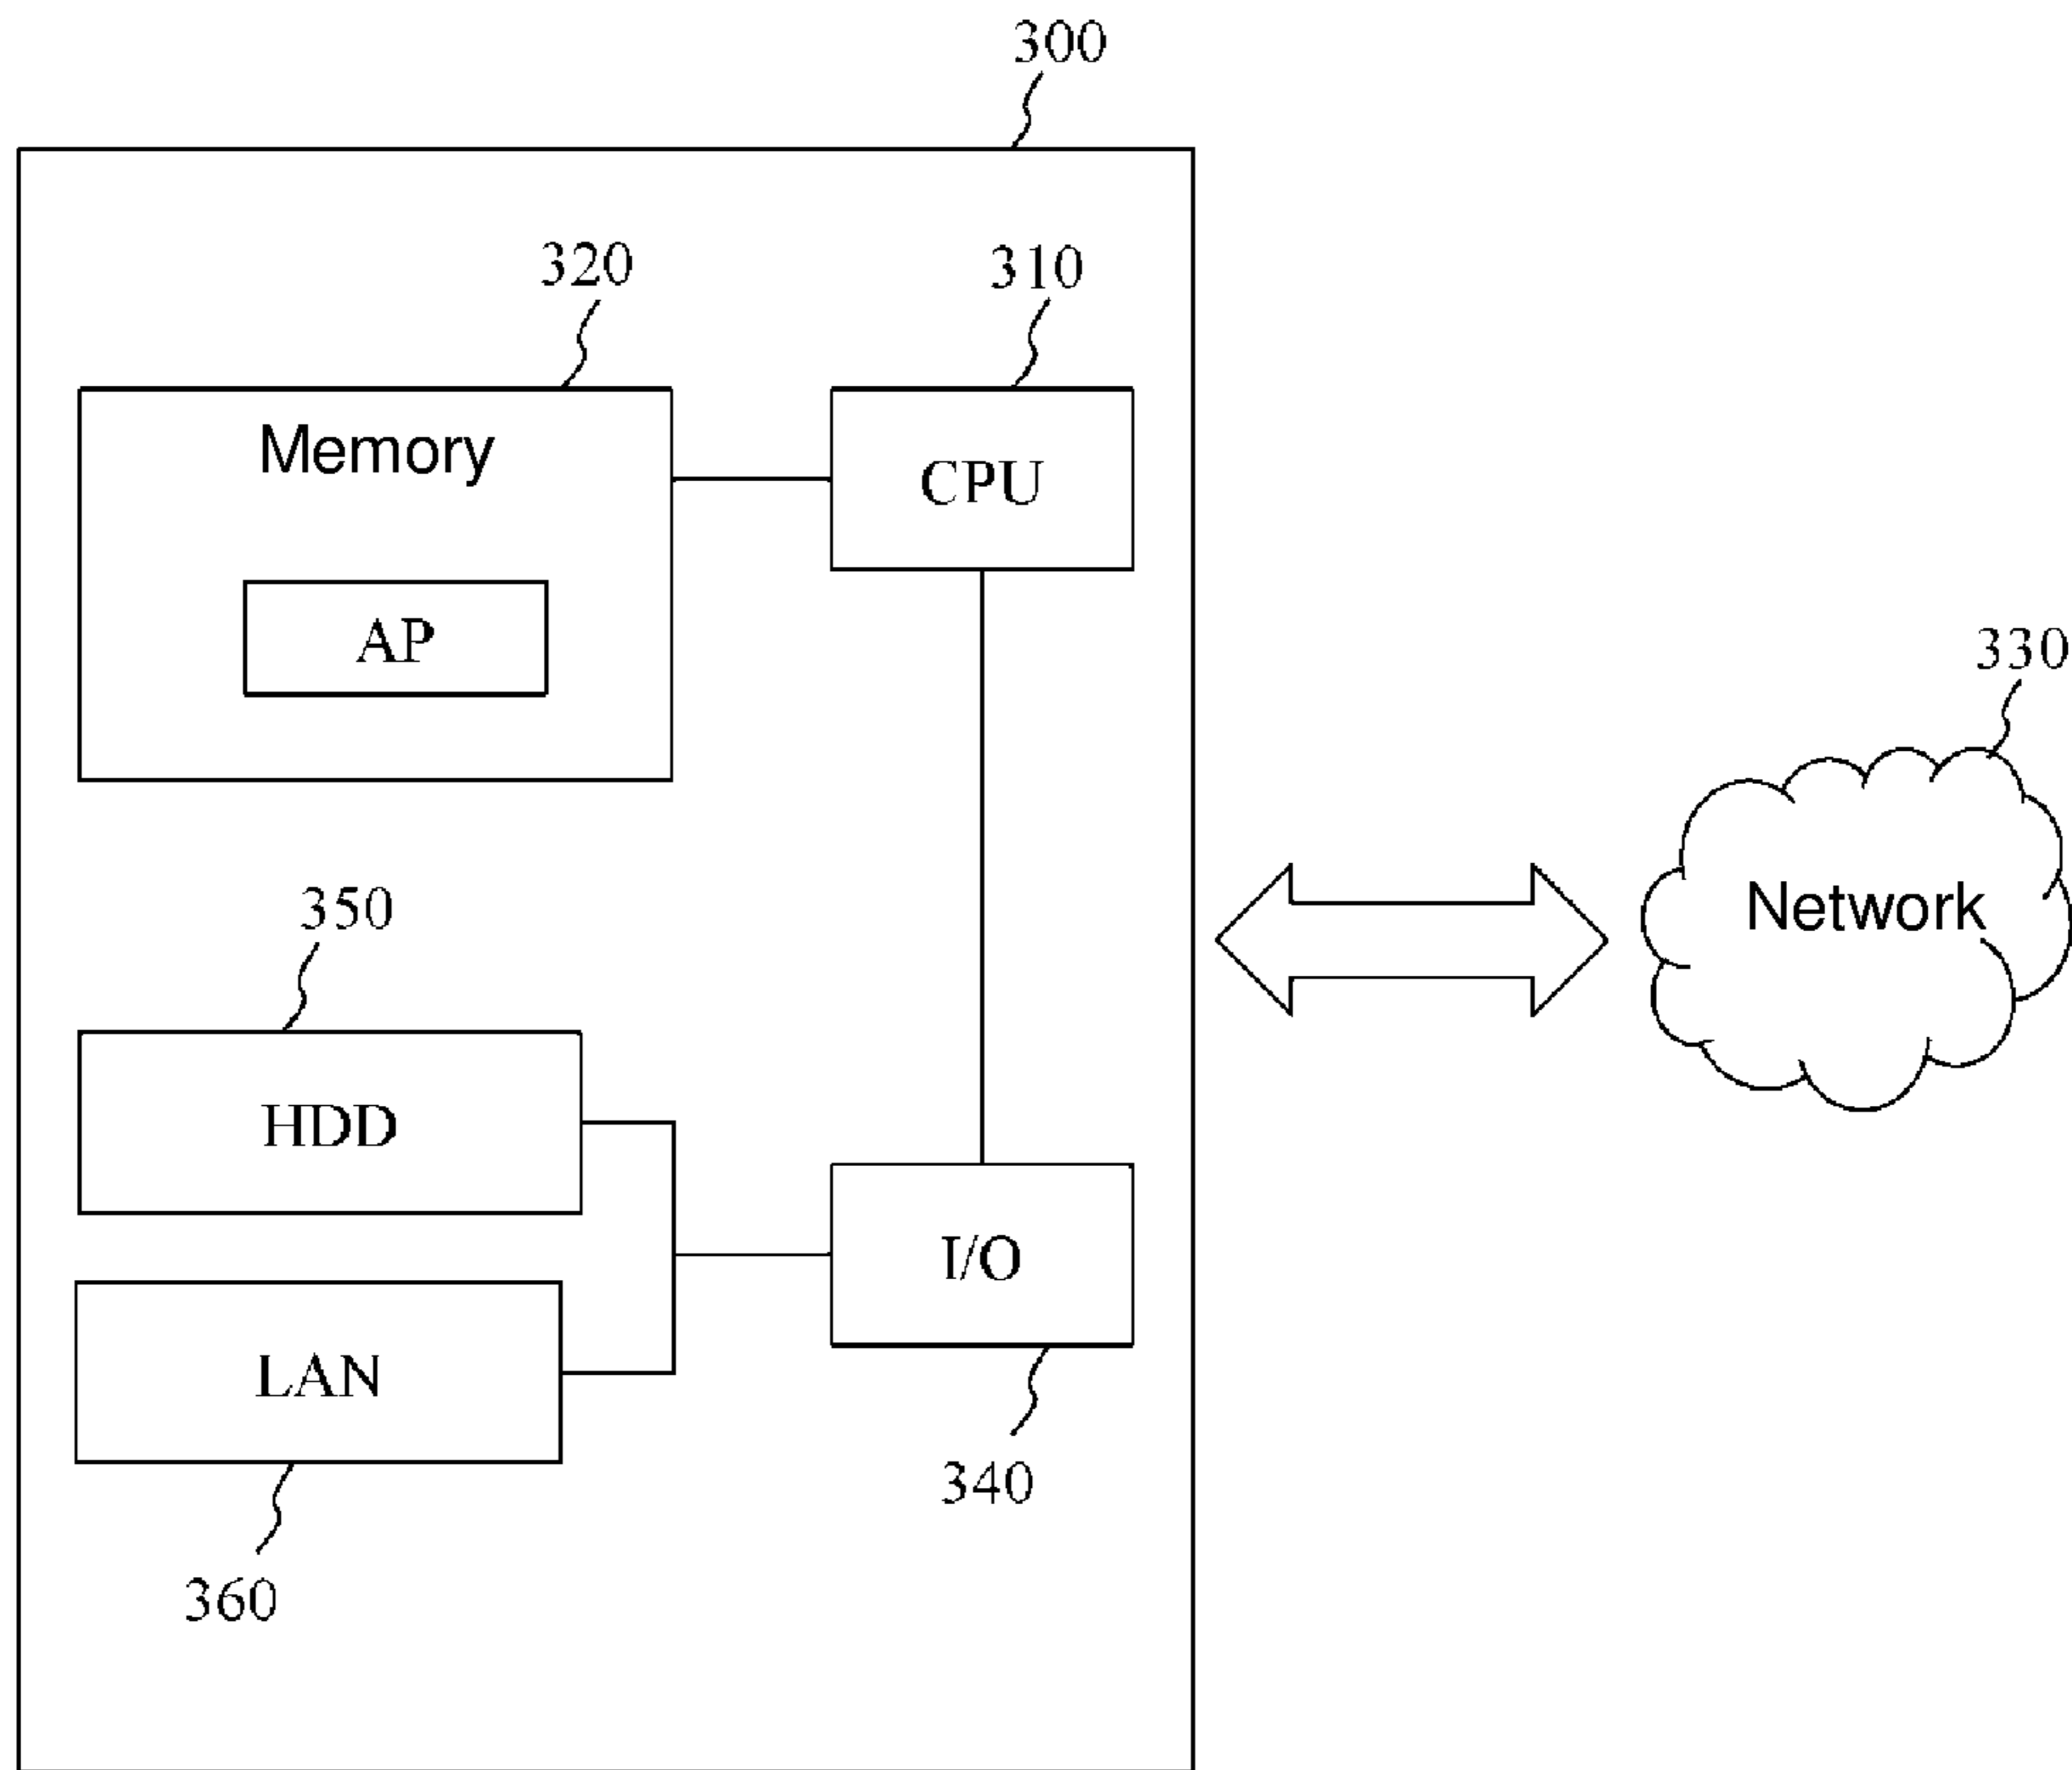 300
320
310
Memory
CPU
AP
330
350
Network
HDD
I/O
LAN
340
360